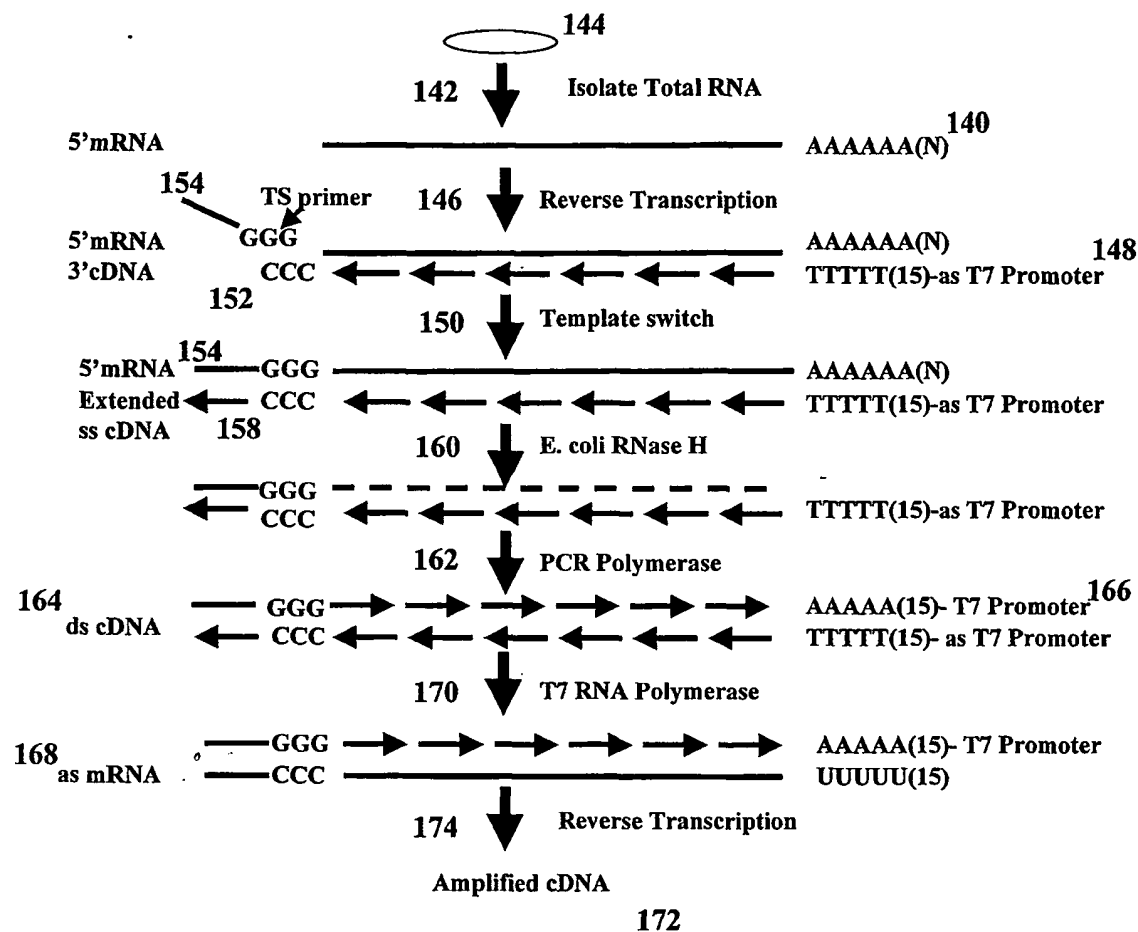 144
142 Isolate Total RNA
140
5'mRNA AAAAAA(N)
154 TS primer 146 Reverse Transcription
GGG
5'mRNA AAAAAA(N)
148
3'cDNA CCC TTTTT(15)-as T7 Promoter
152
150 Template switch
154
5'mRNA GGG AAAAAA(N)
Extended CCC TTTTT(15)-as T7 Promoter
ss cDNA 158
160 E. coli RNase H
GGG
CCC TTTTT(15)-as T7 Promoter
162 PCR Polymerase
164 166
GGG AAAAA(15)- T7 Promoter
ds cDNA CCC TTTTT(15)- as T7 Promoter
170 T7 RNA Polymerase
GGG AAAAA(15)- T7 Promoter
168 as mRNA CCC UUUUU(15)
174 Reverse Transcription
Amplified cDNA
172